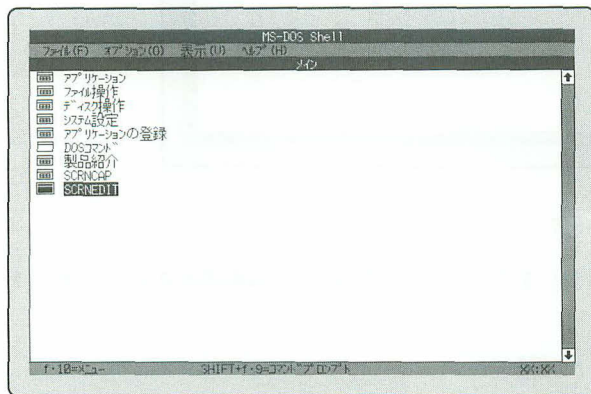 MS-DOS Shell
ファイル(F) オプション(O) 表示(U) ヘルプ(H)
メイン
アプリケーション
ファイル操作
ディスク操作
システム設定
アプリケーションの登録
DOSコマンド
製品紹介
SCRNCAP
SCRNEDIT
f・10=メニュー SHIFT+f・9=コマンドプロンプト XX:XX